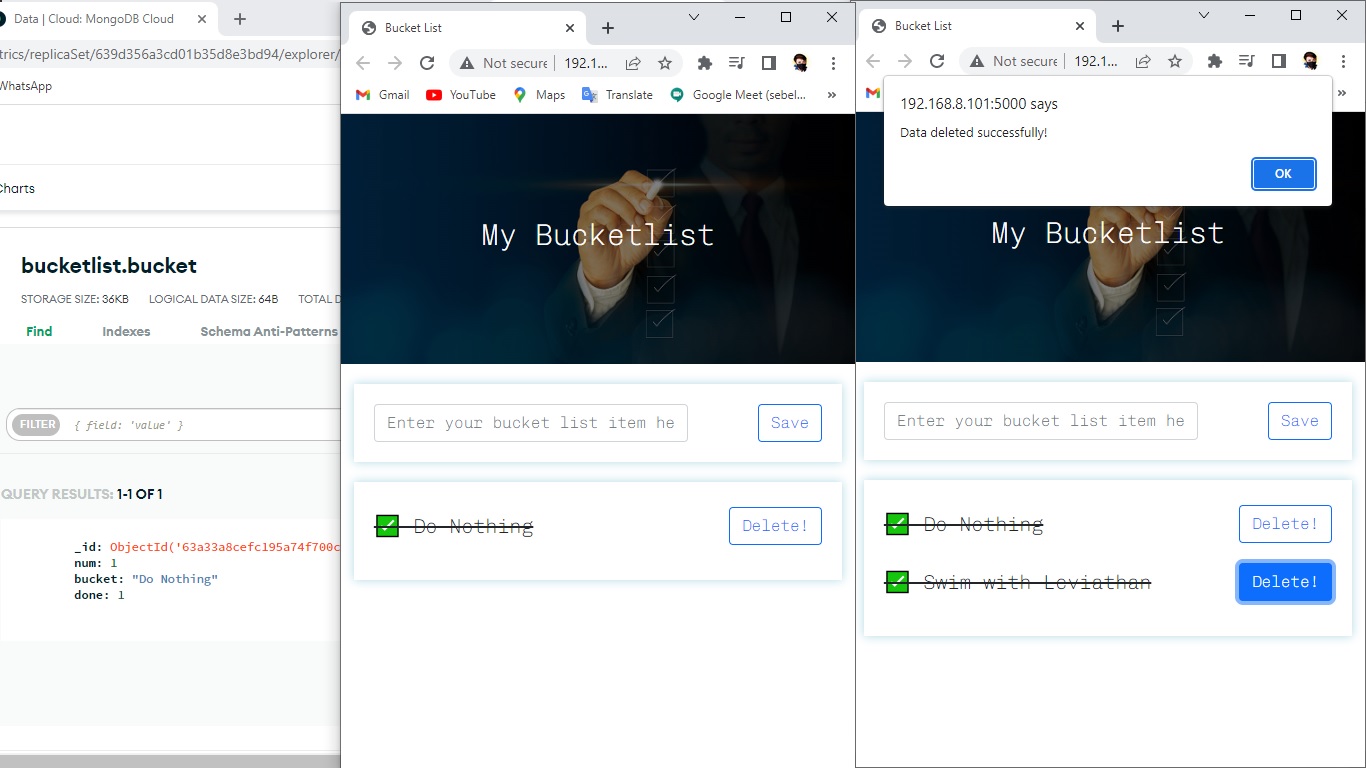 Data | Cloud: MongoDB Cloud
trics/replicaSet/639d356a3cd01b35d8e3bd94/explorer/
WhatsApp
Charts
bucketlist.bucket
STORAGE SIZE: 36KB LOGICAL DATA SIZE: 64B TOTAL D
Find Indexes Schema Anti-Patterns
FILTER { field: 'value' }
QUERY RESULTS: 1-1 OF 1
_id: ObjectId('63a33a8cefc195a74f700c
num: 1
bucket: "Do Nothing"
done: 1
Bucket List
Not secure 192.1...
Gmail YouTube Maps Translate Google Meet (sebel... »
My Bucketlist
Enter your bucket list item he Save
Do Nothing Delete!
Bucket List
Not secure 192.1...
»
192.168.8.101:5000 says
Data deleted successfully!
OK
My Bucketlist
Enter your bucket list item he Save
Do Nothing Delete!
Swim with Leviathan Delete!